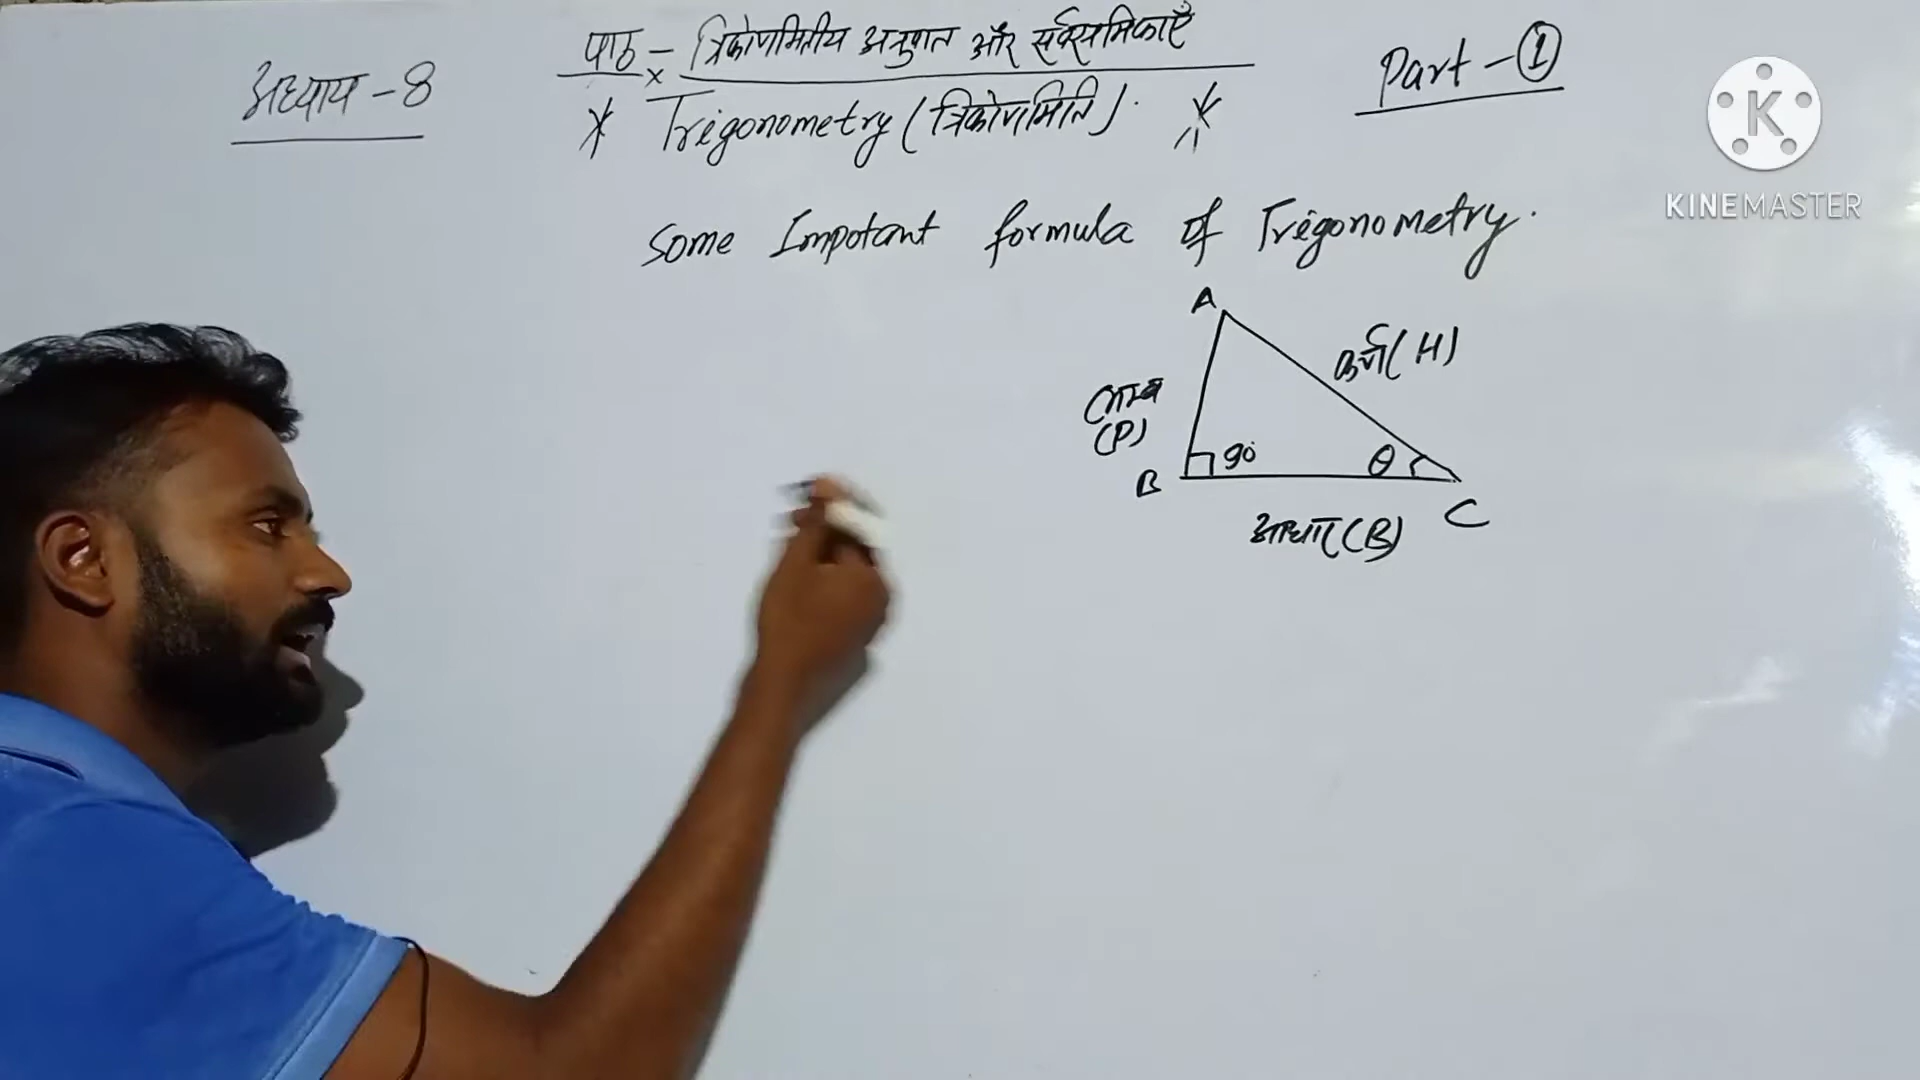 अध्याय - 8
पाठ - त्रिकोणमितीय अनुपात और सर्वसमिकाएँ
Part - ①
* Trigonometry (त्रिकोणमिति). *
K
KINEMASTER
Some Impotant formula of Trigonometry.
A
कर्ण (H)
लम्ब
(P)
90°
θ
B
C
आधार (B)